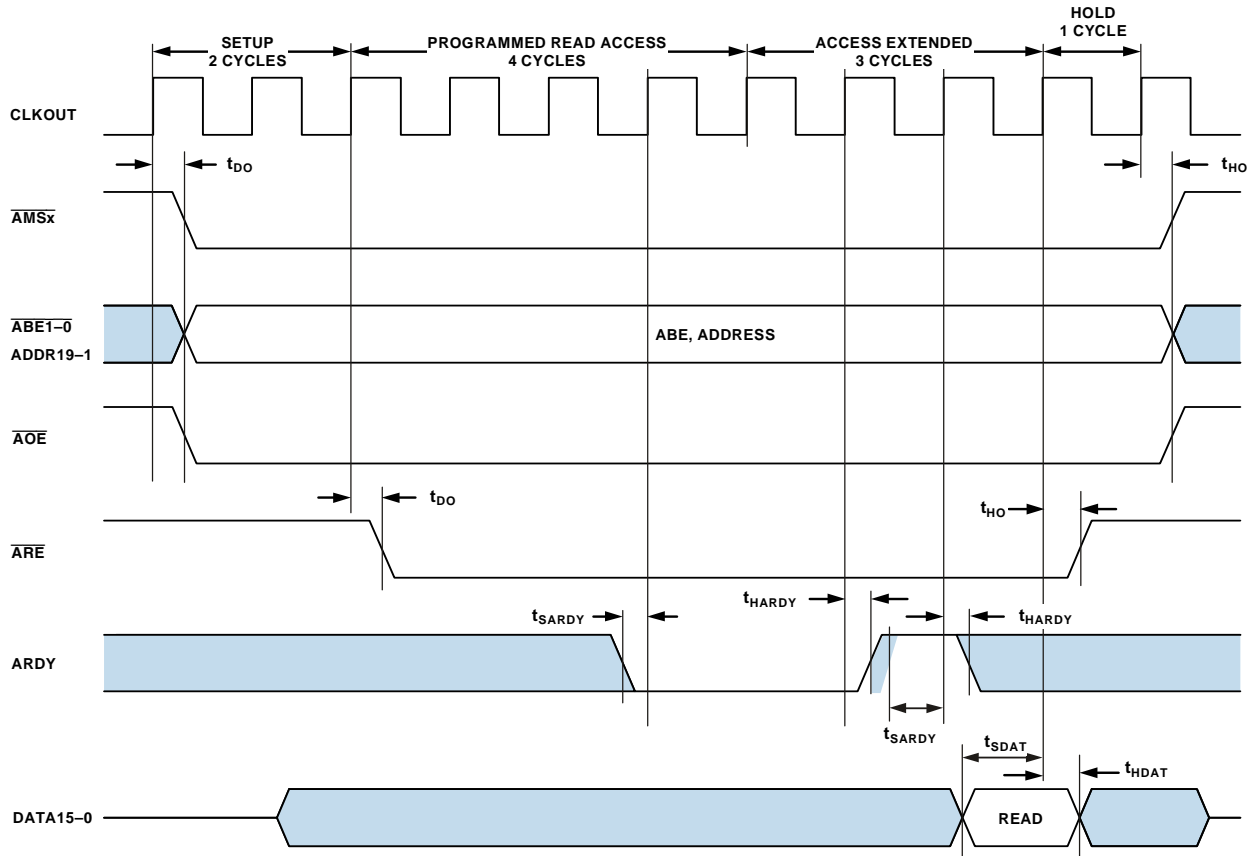 HOLD
1 CYCLE
SETUP
2 CYCLES
PROGRAMMED READ ACCESS
4 CYCLES
ACCESS EXTENDED
3 CYCLES
CLKOUT
tDO
tHO
AMSx
ABE1–0
ADDR19–1
ABE, ADDRESS
AOE
tDO
tHO
ARE
tSARDY
tHARDY
tHARDY
ARDY
tSARDY
tSDAT
tHDAT
DATA15–0
READ